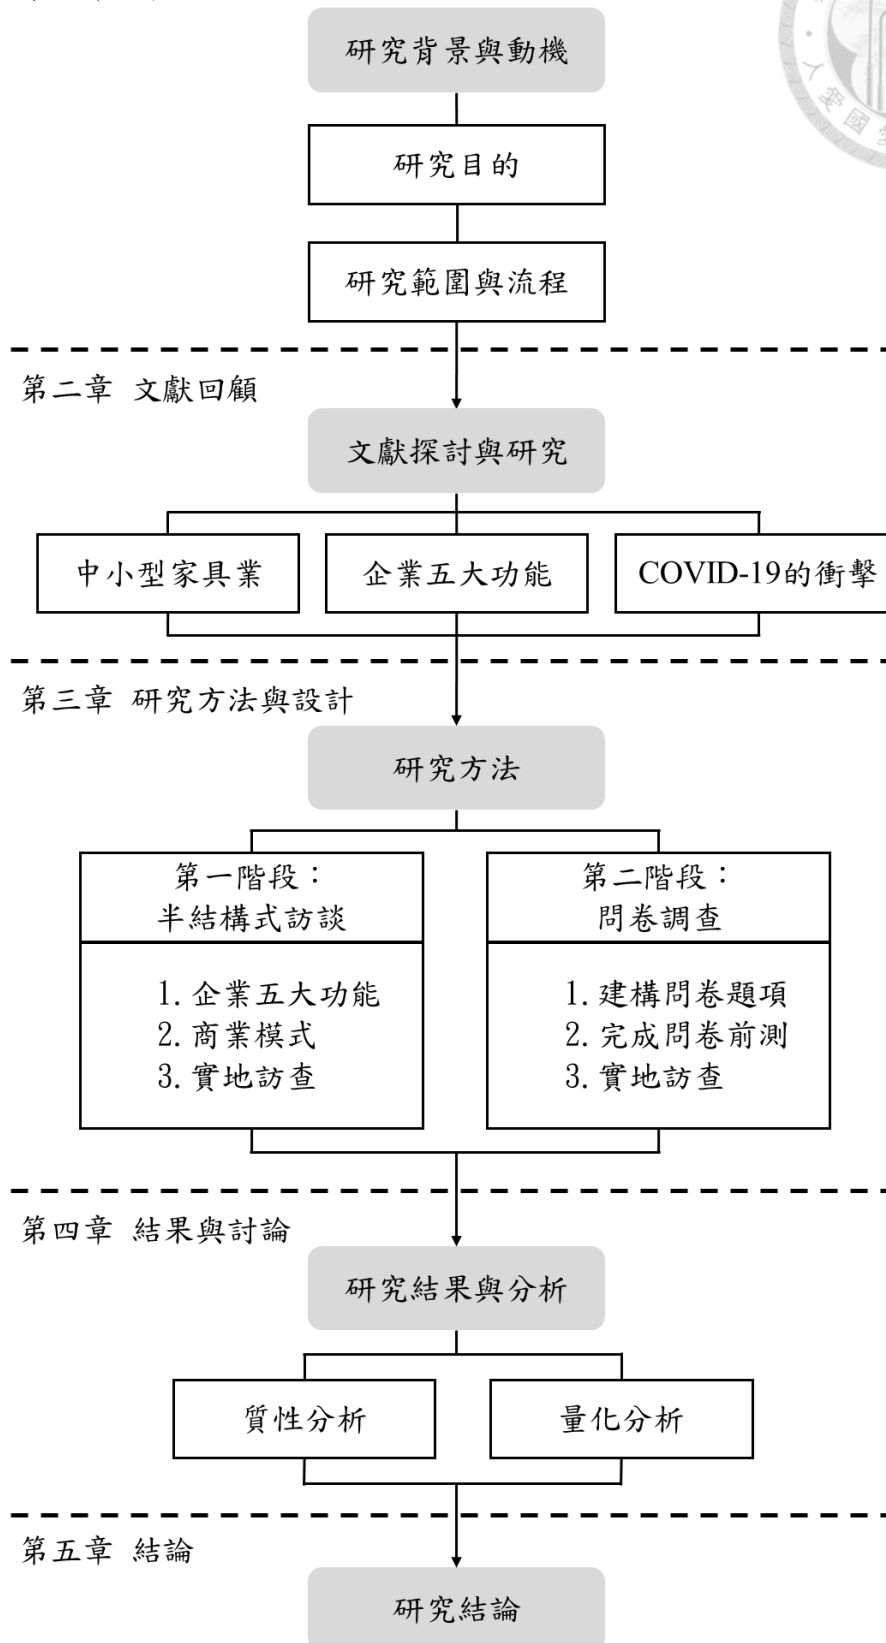 研究背景與動機
研究目的
研究範圍與流程
第二章 文獻回顧
文獻探討與研究
中小型家具業
企業五大功能
COVID-19的衝擊
第三章 研究方法與設計
研究方法
第一階段：
半結構式訪談
1. 企業五大功能
2. 商業模式
3. 實地訪查
第二階段：
問卷調查
1. 建構問卷題項
2. 完成問卷前測
3. 實地訪查
第四章 結果與討論
研究結果與分析
質性分析
量化分析
第五章 結論
研究結論